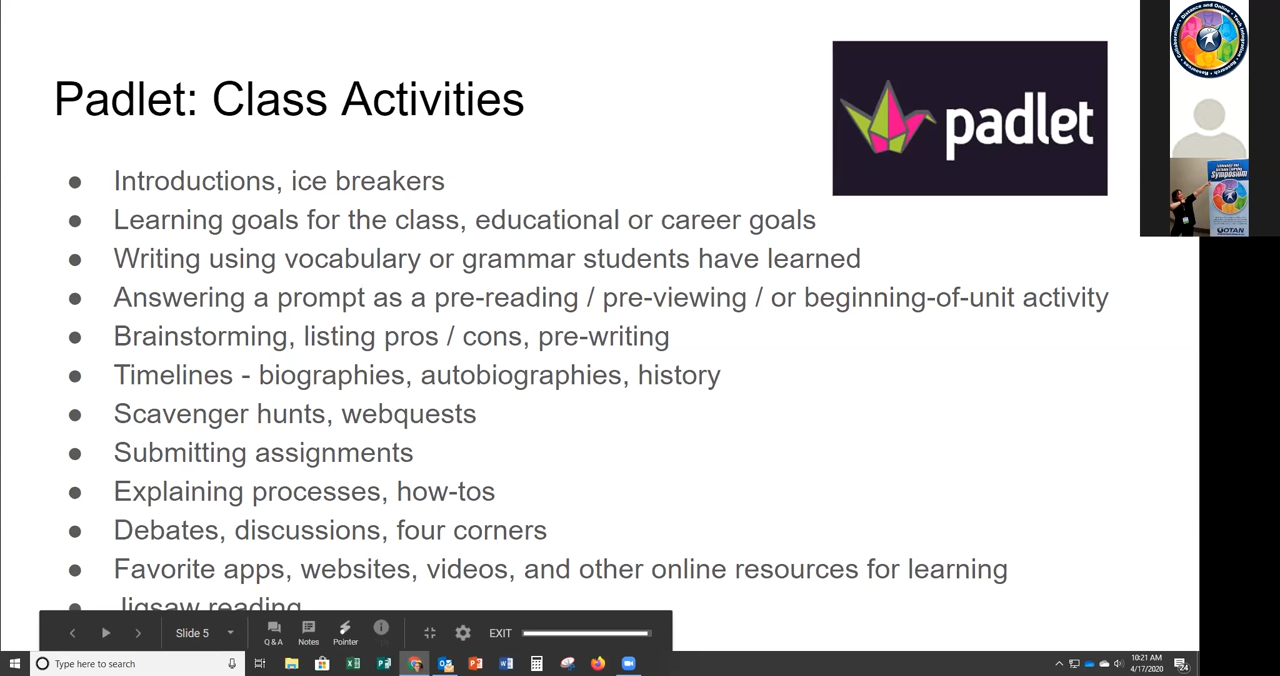 Padlet: Class Activities
padlet
● Introductions, ice breakers
● Learning goals for the class, educational or career goals
● Writing using vocabulary or grammar students have learned
● Answering a prompt as a pre-reading / pre-viewing / or beginning-of-unit activity
● Brainstorming, listing pros / cons, pre-writing
● Timelines - biographies, autobiographies, history
● Scavenger hunts, webquests
● Submitting assignments
● Explaining processes, how-tos
● Debates, discussions, four corners
● Favorite apps, websites, videos, and other online resources for learning
● Jigsaw reading
Slide 5
Q & A
Notes
Pointer
EXIT
Type here to search
10:21 AM
4/17/2020
24
Symposium
OTAN